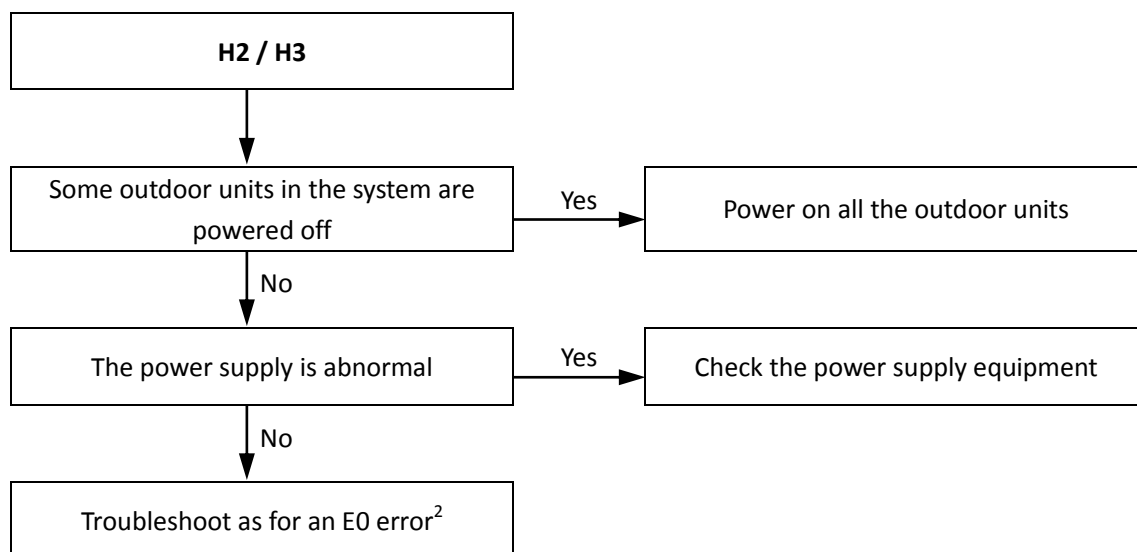 H2 / H3
Some outdoor units in the system are
powered off
Yes
Power on all the outdoor units
No
The power supply is abnormal
Yes
Check the power supply equipment
No
Troubleshoot as for an E0 error²